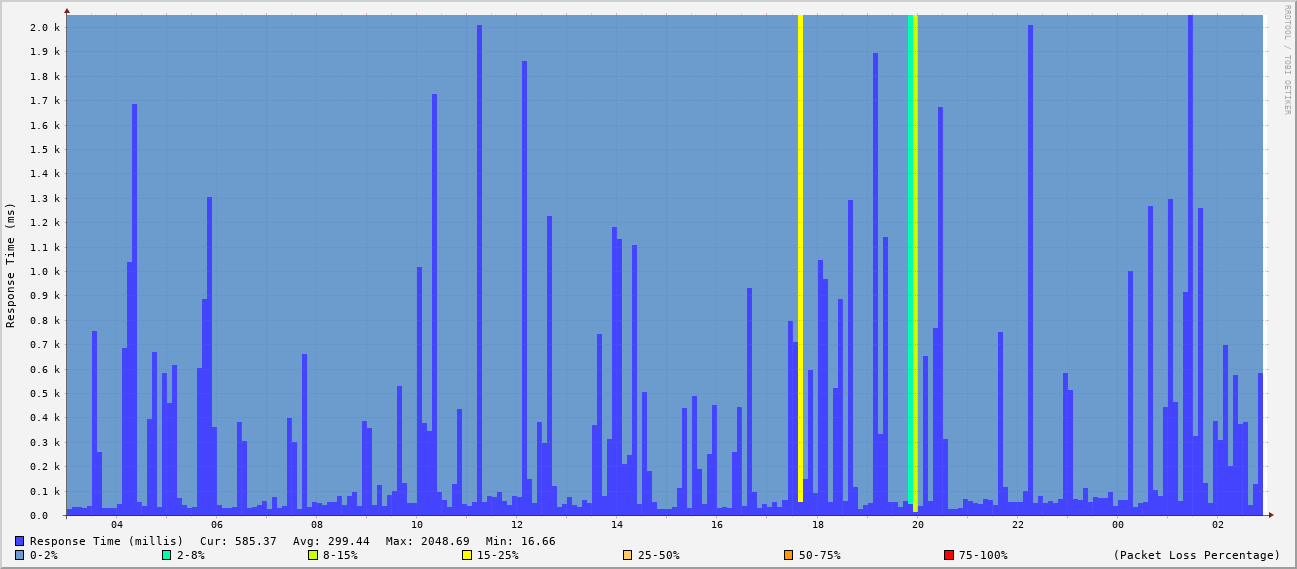 2.0 k
1.9 k
1.8 k
1.7 k
1.6 k
1.5 k
1.4 k
1.3 k
1.2 k
1.1 k
1.0 k
0.9 k
0.8 k
0.7 k
0.6 k
0.5 k
0.4 k
0.3 k
0.2 k
0.1 k
0.0
Response Time (ms)
RRDTOOL / TOBI OETIKER
04 06 08 10 12 14 16 18 20 22 00 02
Response Time (millis) Cur: 585.37 Avg: 299.44 Max: 2048.69 Min: 16.66
0-2% 2-8% 8-15% 15-25% 25-50% 50-75% 75-100% (Packet Loss Percentage)